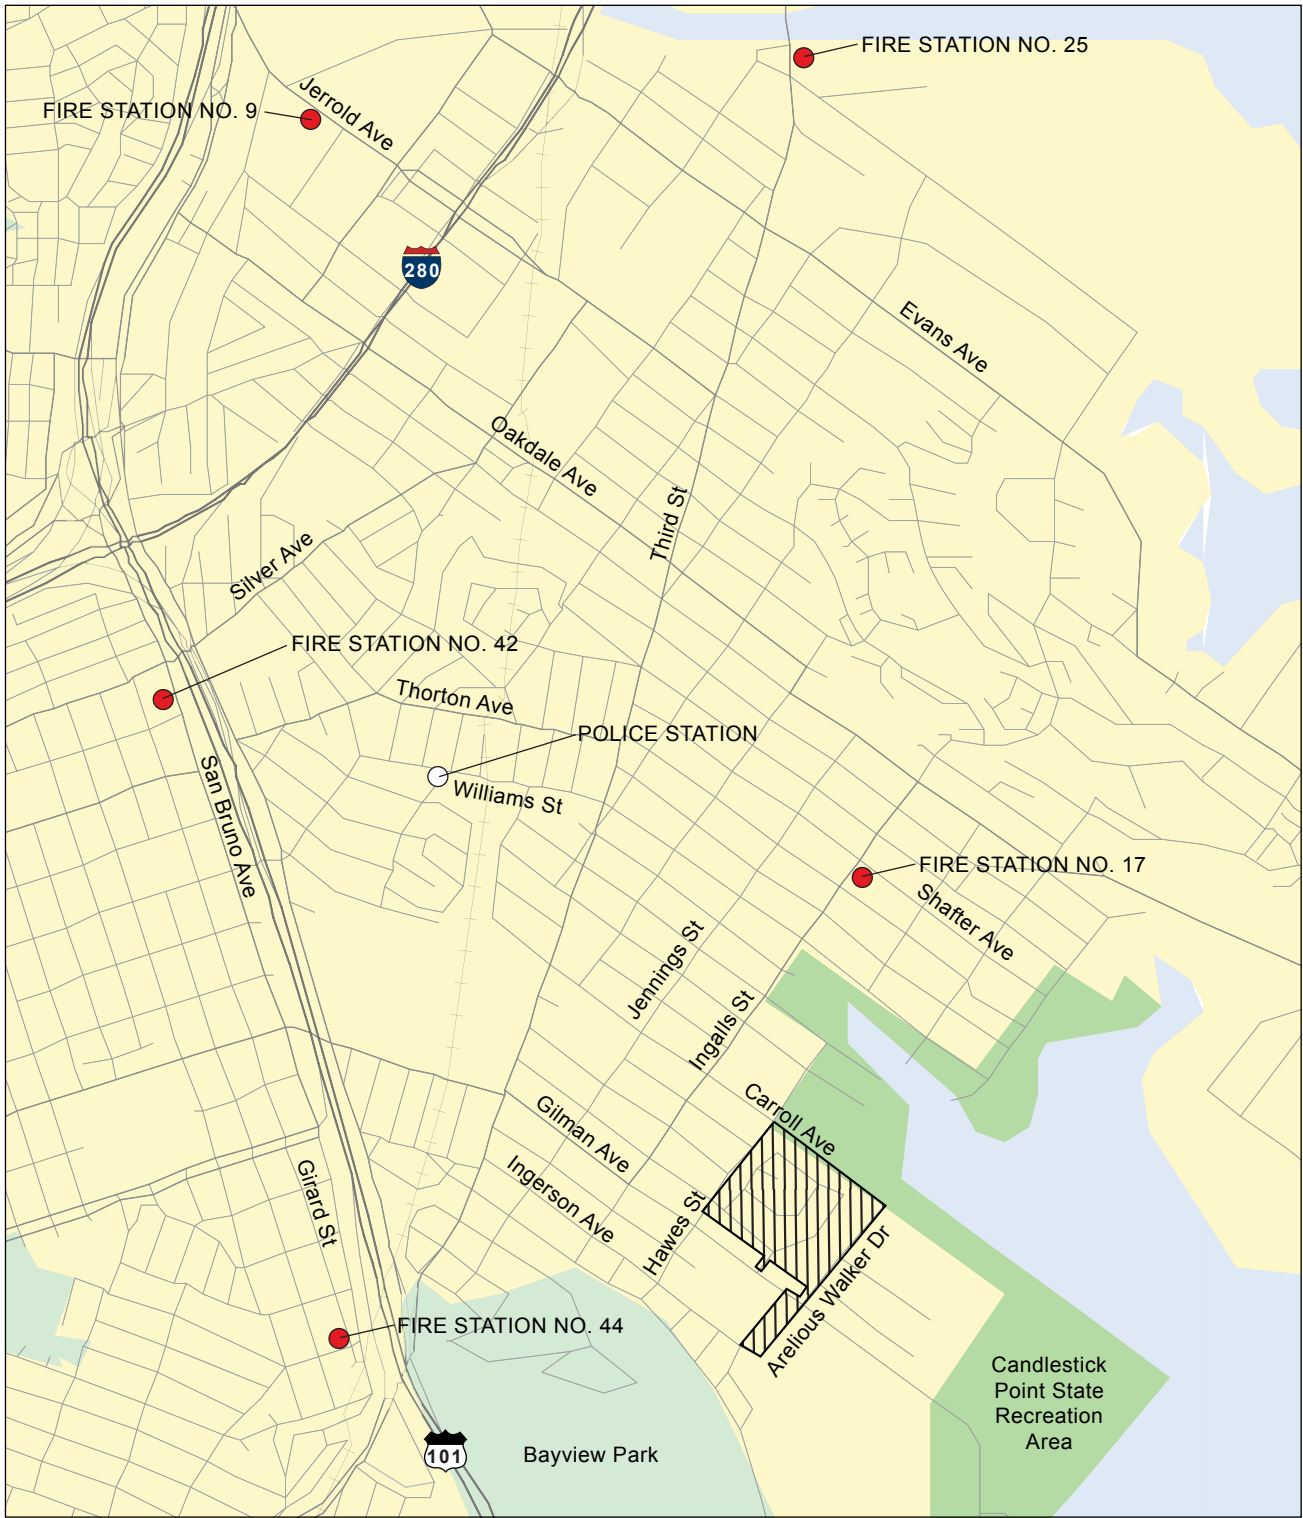 FIRE STATION NO. 25
FIRE STATION NO. 9
Jerrold Ave
280
Evans Ave
Oakdale Ave
Third St
Silver Ave
FIRE STATION NO. 42
Thorton Ave
POLICE STATION
Williams St
San Bruno Ave
FIRE STATION NO. 17
Shafter Ave
Jennings St
Ingalls St
Carroll Ave
Gilman Ave
Ingerson Ave
Hawes St
Girard St
Arelious Walker Dr
FIRE STATION NO. 44
Candlestick
Point State
Recreation
Area
101
Bayview Park